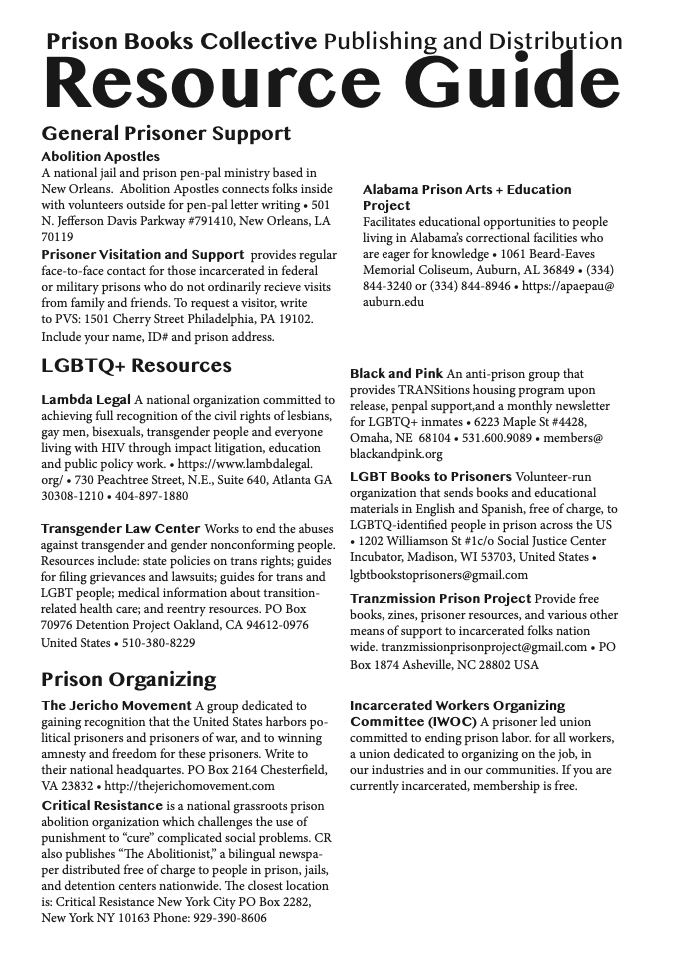 Prison Books Collective Publishing and Distribution
Resource Guide
General Prisoner Support
Abolition Apostles
A national jail and prison pen-pal ministry based in
New Orleans.  Abolition Apostles connects folks inside
with volunteers outside for pen-pal letter writing • 501
N. Jefferson Davis Parkway #791410, New Orleans, LA
70119
Prisoner Visitation and Support  provides regular
face-to-face contact for those incarcerated in federal
or military prisons who do not ordinarily recieve visits
from family and friends. To request a visitor, write
to PVS: 1501 Cherry Street Philadelphia, PA 19102.
Include your name, ID# and prison address.
Alabama Prison Arts + Education
Project
Facilitates educational opportunities to people
living in Alabama's correctional facilities who
are eager for knowledge • 1061 Beard-Eaves
Memorial Coliseum, Auburn, AL 36849 • (334)
844-3240 or (334) 844-8946 • https://apaepau@
auburn.edu
LGBTQ+ Resources
Lambda Legal A national organization committed to
achieving full recognition of the civil rights of lesbians,
gay men, bisexuals, transgender people and everyone
living with HIV through impact litigation, education
and public policy work. • https://www.lambdalegal.
org/ • 730 Peachtree Street, N.E., Suite 640, Atlanta GA
30308-1210 • 404-897-1880
Transgender Law Center Works to end the abuses
against transgender and gender nonconforming people.
Resources include: state policies on trans rights; guides
for filing grievances and lawsuits; guides for trans and
LGBT people; medical information about transition-
related health care; and reentry resources. PO Box
70976 Detention Project Oakland, CA 94612-0976
United States • 510-380-8229
Black and Pink An anti-prison group that
provides TRANSitions housing program upon
release, penpal support,and a monthly newsletter
for LGBTQ+ inmates • 6223 Maple St #4428,
Omaha, NE  68104 • 531.600.9089 • members@
blackandpink.org
LGBT Books to Prisoners Volunteer-run
organization that sends books and educational
materials in English and Spanish, free of charge, to
LGBTQ-identified people in prison across the US
• 1202 Williamson St #1c/o Social Justice Center
Incubator, Madison, WI 53703, United States •
lgbtbookstoprisoners@gmail.com
Tranzmission Prison Project Provide free
books, zines, prisoner resources, and various other
means of support to incarcerated folks nation
wide. tranzmissionprisonproject@gmail.com • PO
Box 1874 Asheville, NC 28802 USA
Prison Organizing
The Jericho Movement A group dedicated to
gaining recognition that the United States harbors po-
litical prisoners and prisoners of war, and to winning
amnesty and freedom for these prisoners. Write to
their national headquartes. PO Box 2164 Chesterfield,
VA 23832 • http://thejerichomovement.com
Critical Resistance is a national grassroots prison
abolition organization which challenges the use of
punishment to “cure” complicated social problems. CR
also publishes “The Abolitionist,” a bilingual newspa-
per distributed free of charge to people in prison, jails,
and detention centers nationwide. The closest location
is: Critical Resistance New York City PO Box 2282,
New York NY 10163 Phone: 929-390-8606
Incarcerated Workers Organizing
Committee (IWOC) A prisoner led union
committed to ending prison labor. for all workers,
a union dedicated to organizing on the job, in
our industries and in our communities. If you are
currently incarcerated, membership is free.